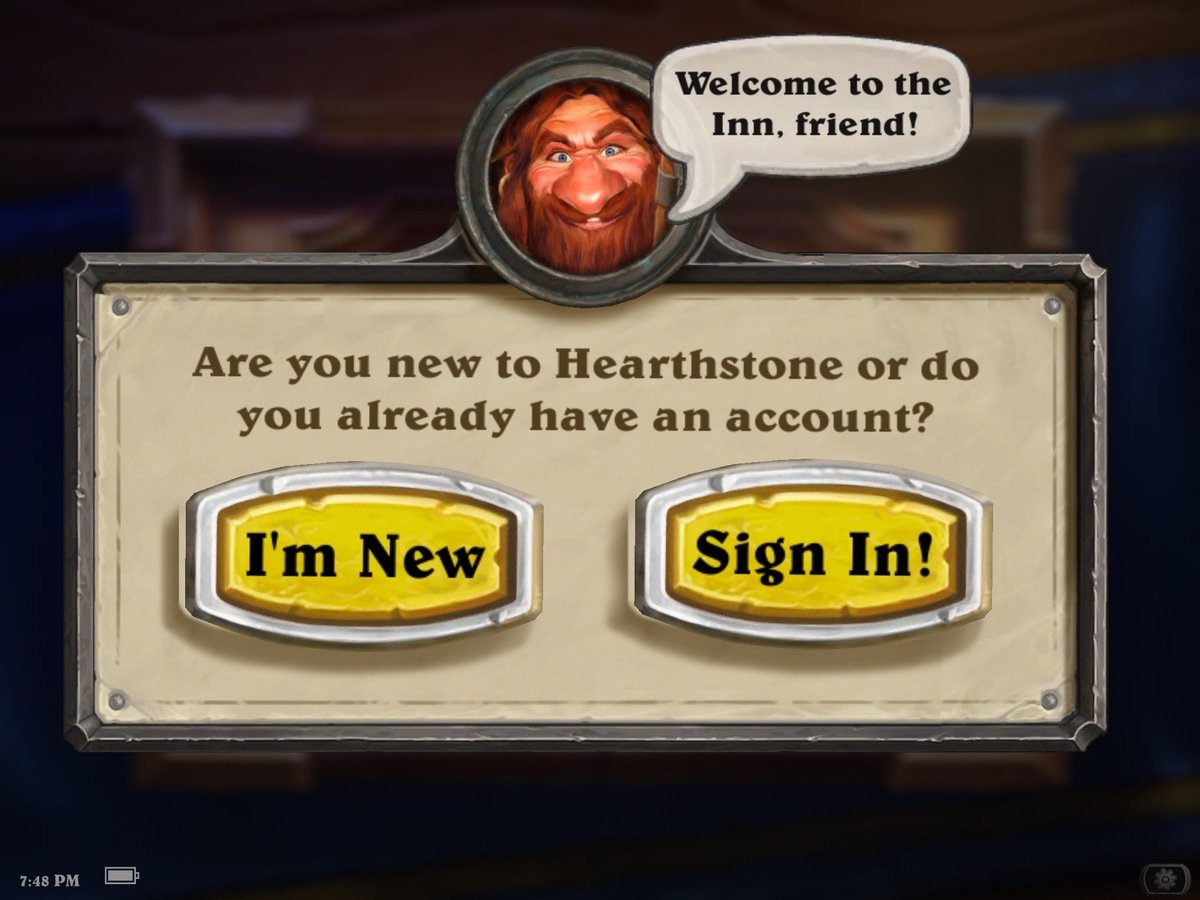 Welcome to the
Inn, friend!
Are you new to Hearthstone or do
you already have an account?
I'm New
Sign In!
7:48 PM